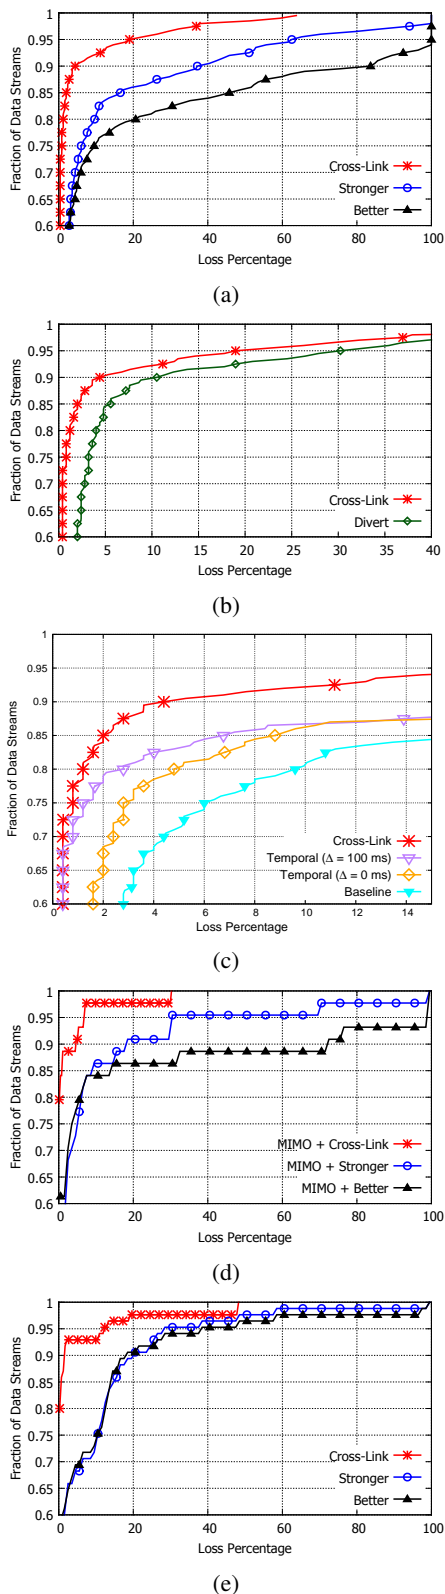 1
0.95
0.9
0.85
0.8
0.75
0.7
0.65
0.6
Fraction of Data Streams
Cross-Link
Stronger
Better
0 20 40 60 80 100
Loss Percentage
(a)
1
0.95
0.9
0.85
0.8
0.75
0.7
0.65
0.6
Fraction of Data Streams
Cross-Link
Divert
0 5 10 15 20 25 30 35 40
Loss Percentage
(b)
1
0.95
0.9
0.85
0.8
0.75
0.7
0.65
0.6
Fraction of Data Streams
Cross-Link
Temporal (Δ = 100 ms)
Temporal (Δ = 0 ms)
Baseline
0 2 4 6 8 10 12 14
Loss Percentage
(c)
1
0.95
0.9
0.85
0.8
0.75
0.7
0.65
0.6
Fraction of Data Streams
MIMO + Cross-Link
MIMO + Stronger
MIMO + Better
0 20 40 60 80 100
Loss Percentage
(d)
1
0.95
0.9
0.85
0.8
0.75
0.7
0.65
0.6
Fraction of Data Streams
Cross-Link
Stronger
Better
0 20 40 60 80 100
Loss Percentage
(e)